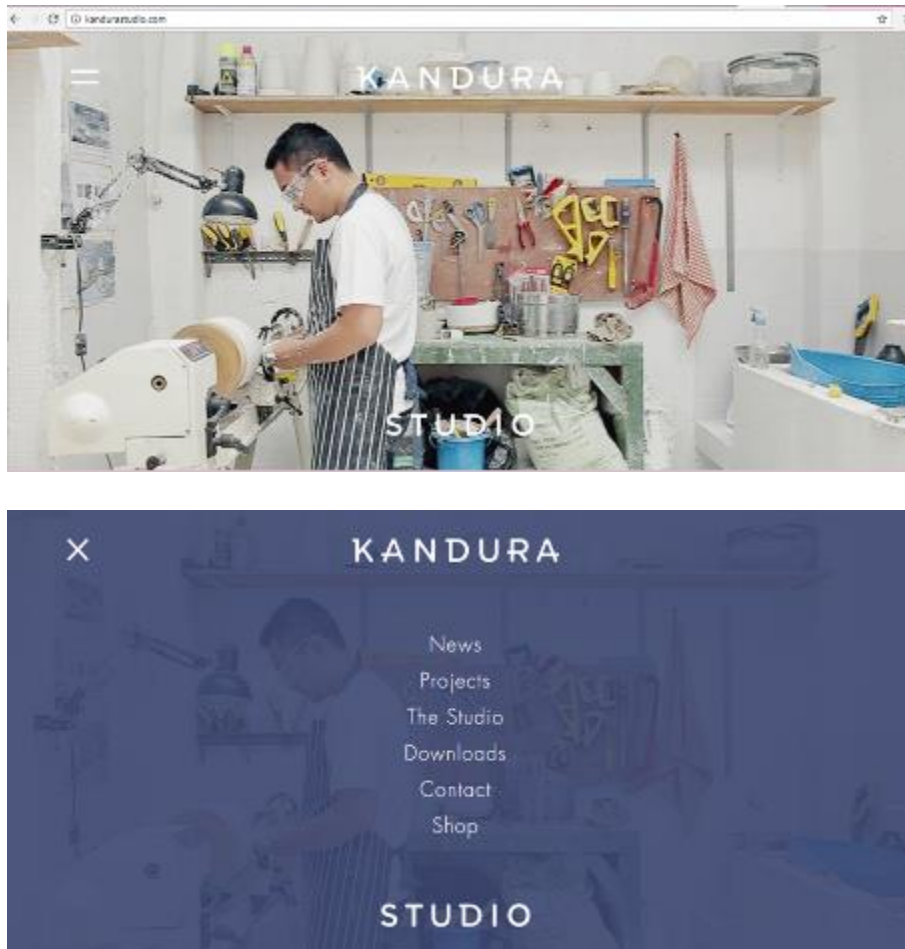 kandurastudio.com
KANDURA
STUDIO
KANDURA
News
Projects
The Studio
Downloads
Contact
Shop
STUDIO